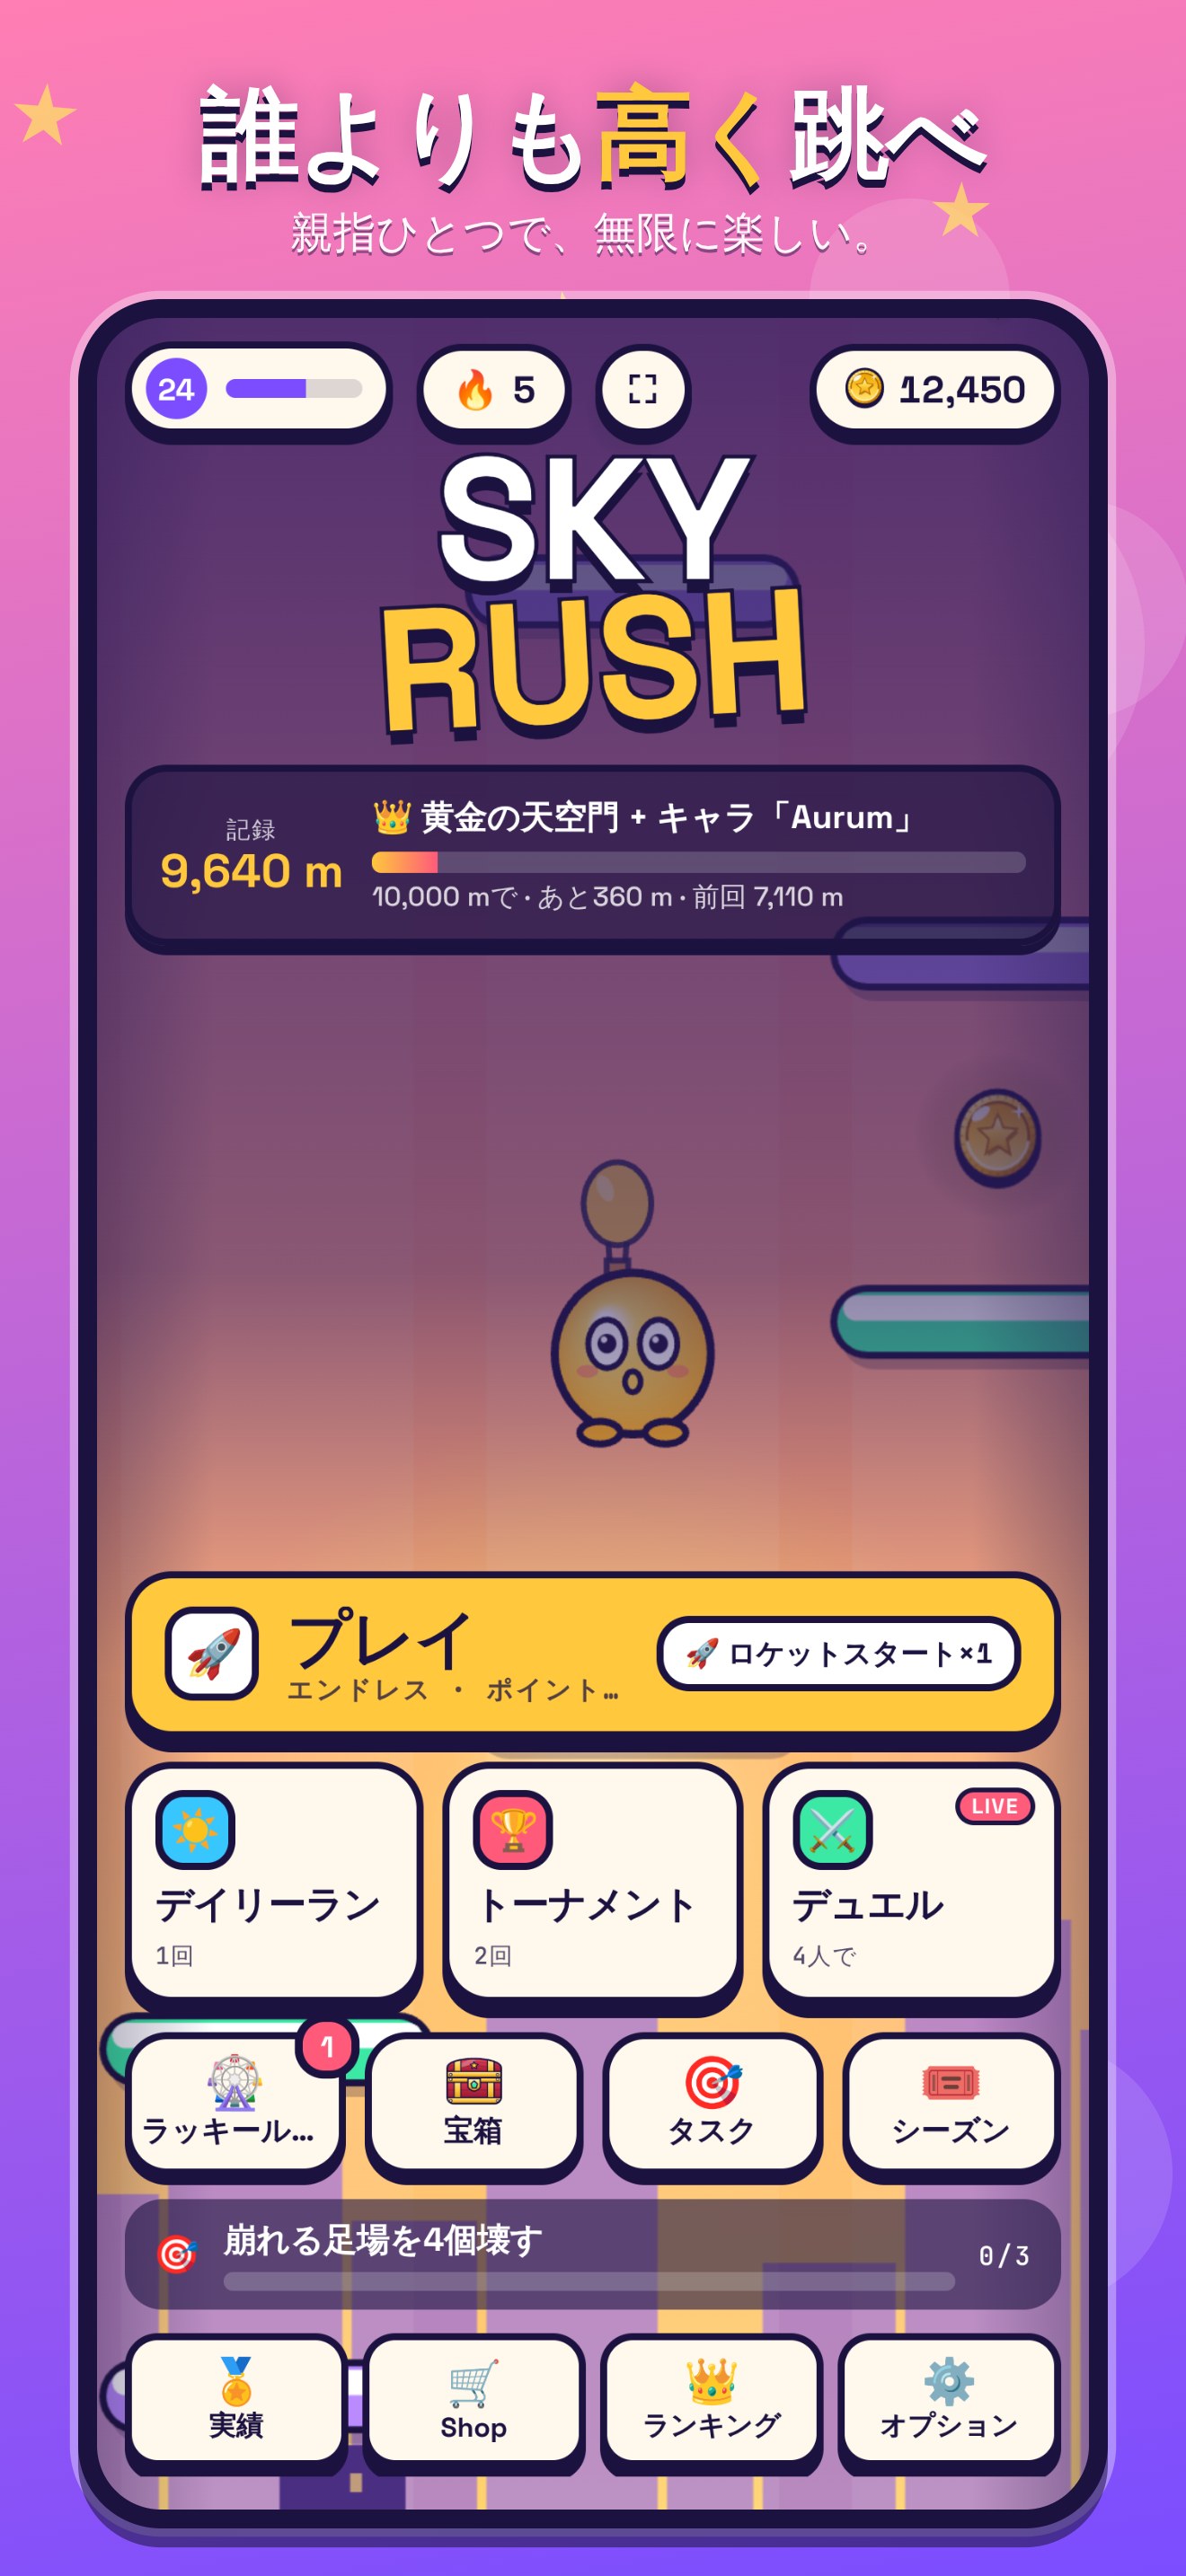 誰よりも高く跳べ
親指ひとつで、無限に楽しい。
24
5
12,450
SKY
RUSH
記録
9,640 m
黄金の天空門 + キャラ「Aurum」
10,000 mで · あと360 m · 前回 7,110 m
プレイ
エンドレス ・ ポイント…
ロケットスタート×1
LIVE
デイリーラン
1回
トーナメント
2回
デュエル
4人で
1
ラッキール...
宝箱
タスク
シーズン
崩れる足場を4個壊す
0/3
実績
Shop
ランキング
オプション